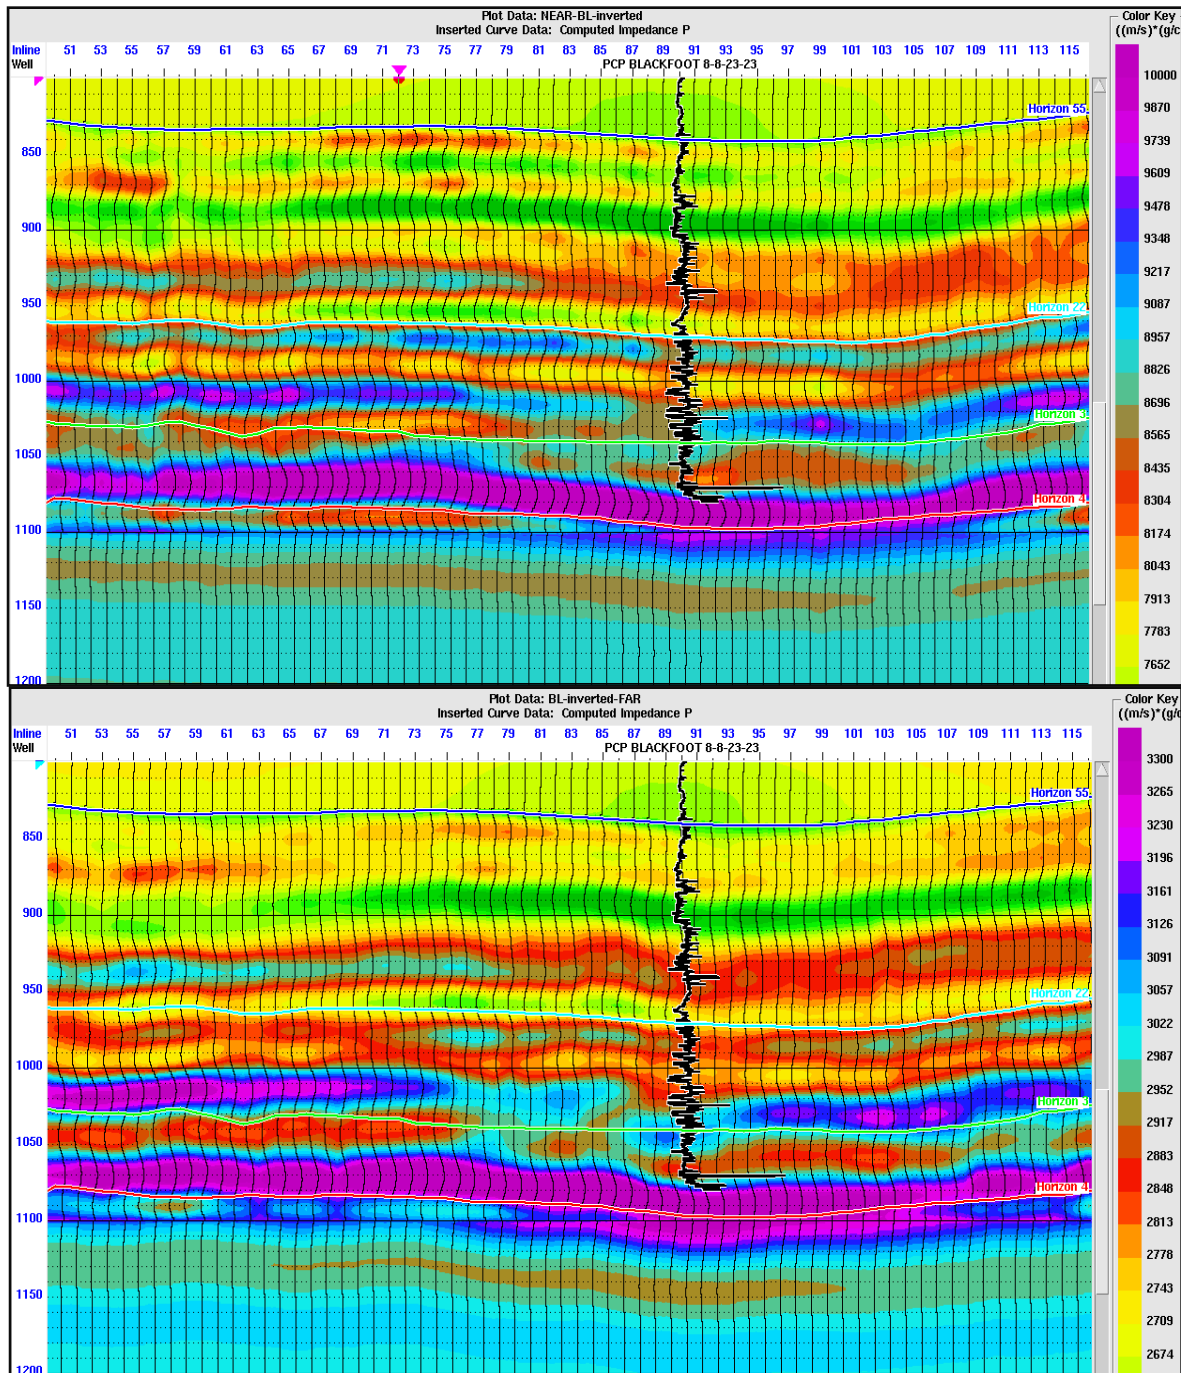 Plot Data: NEAR-BL-inverted
Inserted Curve Data: Computed Impedance P
Color Key
((m/s)*(g/c
Inline 51 53 55 57 59 61 63 65 67 69 71 73 75 77 79 81 83 85 87 89 91 93 95 97 99 101 103 105 107 109 111 113 115
Well PCP BLACKFOOT 8-8-23-23
10000
Horizon 55
9870
850
9739
9609
900
9478
9348
9217
950
Horizon 22
9087
8957
1000
8826
8696
Horizon 3
8565
1050
8435
Horizon 4
8304
1100
8174
8043
1150
7913
7783
7652
1200
Plot Data: BL-inverted-FAR
Inserted Curve Data: Computed Impedance P
Color Key
((m/s)*(g/c
Inline 51 53 55 57 59 61 63 65 67 69 71 73 75 77 79 81 83 85 87 89 91 93 95 97 99 101 103 105 107 109 111 113 115
Well PCP BLACKFOOT 8-8-23-23
3300
Horizon 55
3265
850
3230
3196
900
3161
3126
3091
950
Horizon 22
3057
3022
1000
2987
2952
Horizon 3
2917
1050
2883
Horizon 4
2848
1100
2813
2778
1150
2743
2709
2674
1200